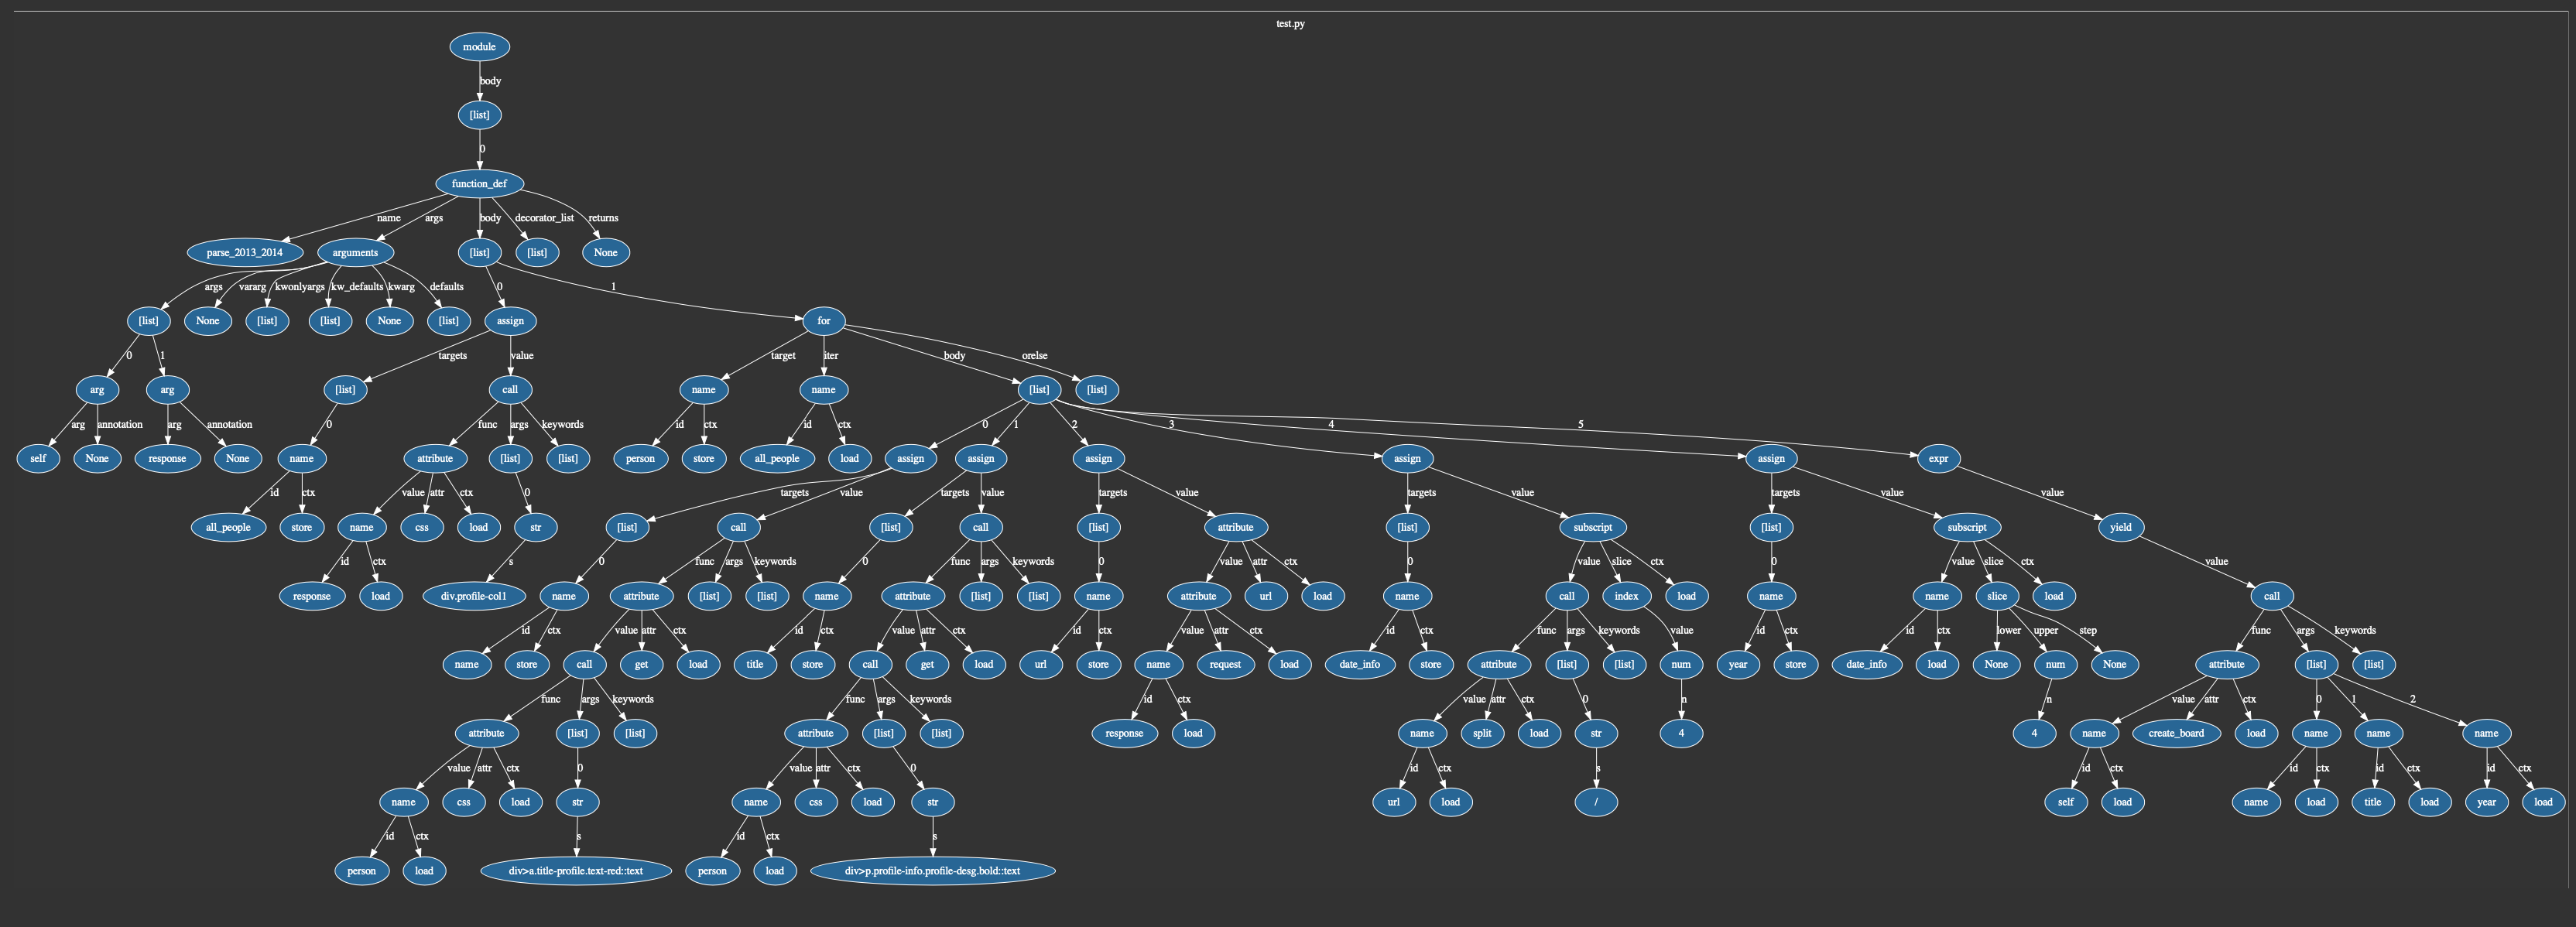 test.py
module
body
[list]
0
function_def
name args body decorator_list returns
parse_2013_2014 arguments [list] [list] None
args vararg kwonlyargs kw_defaults kwarg defaults 0 1
[list] None [list] [list] None [list] assign for
0 1 targets value target iter body orelse
arg arg [list] call name name [list] [list]
arg annotation arg annotation 0 func args keywords id ctx id ctx 0 1 2 3 4 5
self None response None name attribute [list] [list] person store all_people load assign assign assign assign assign expr
id ctx value attr ctx 0 targets value targets value targets value targets value targets value value
all_people store name css load str [list] call [list] call [list] attribute [list] subscript [list] subscript yield
id ctx s 0 func args keywords 0 func args keywords 0 value attr ctx 0 value slice ctx 0 value slice ctx value
response load div.profile-col1 name attribute [list] [list] name attribute [list] [list] name attribute url load name call index load name name slice load call
id ctx value attr ctx id ctx value attr ctx id ctx value attr ctx id ctx func args keywords value id ctx id ctx lower upper step func args keywords
name store call get load title store call get load url store name request load date_info store attribute [list] [list] num year store date_info load None num None attribute [list] [list]
func args keywords func args keywords id ctx value attr ctx 0 n n value attr ctx 0 1 2
attribute [list] [list] attribute [list] [list] response load name split load str 4 4 name create_board load name name name
value attr ctx 0 value attr ctx 0 id ctx s id ctx id ctx id ctx id ctx
name css load str name css load str url load / self load name load title load year load
id ctx s id ctx s
person load div>a.title-profile.text-red::text person load div>p.profile-info.profile-desg.bold::text